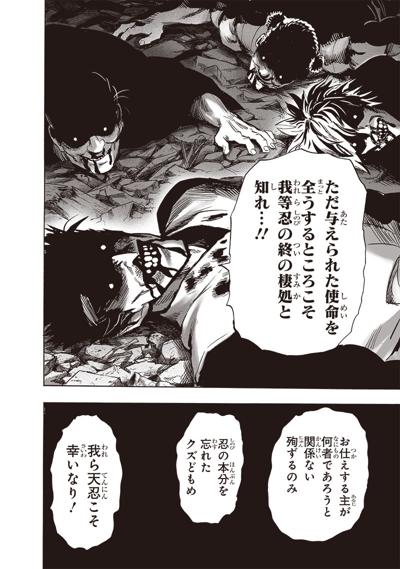 ただ与えられた使命を
全うするところこそ
我等忍の終の棲処と
知れ…!!
お仕えする主が
何者であろうと
関係ない
殉ずるのみ
忍の本分を
忘れた
クズどもめ
我ら天忍こそ
幸いなり!